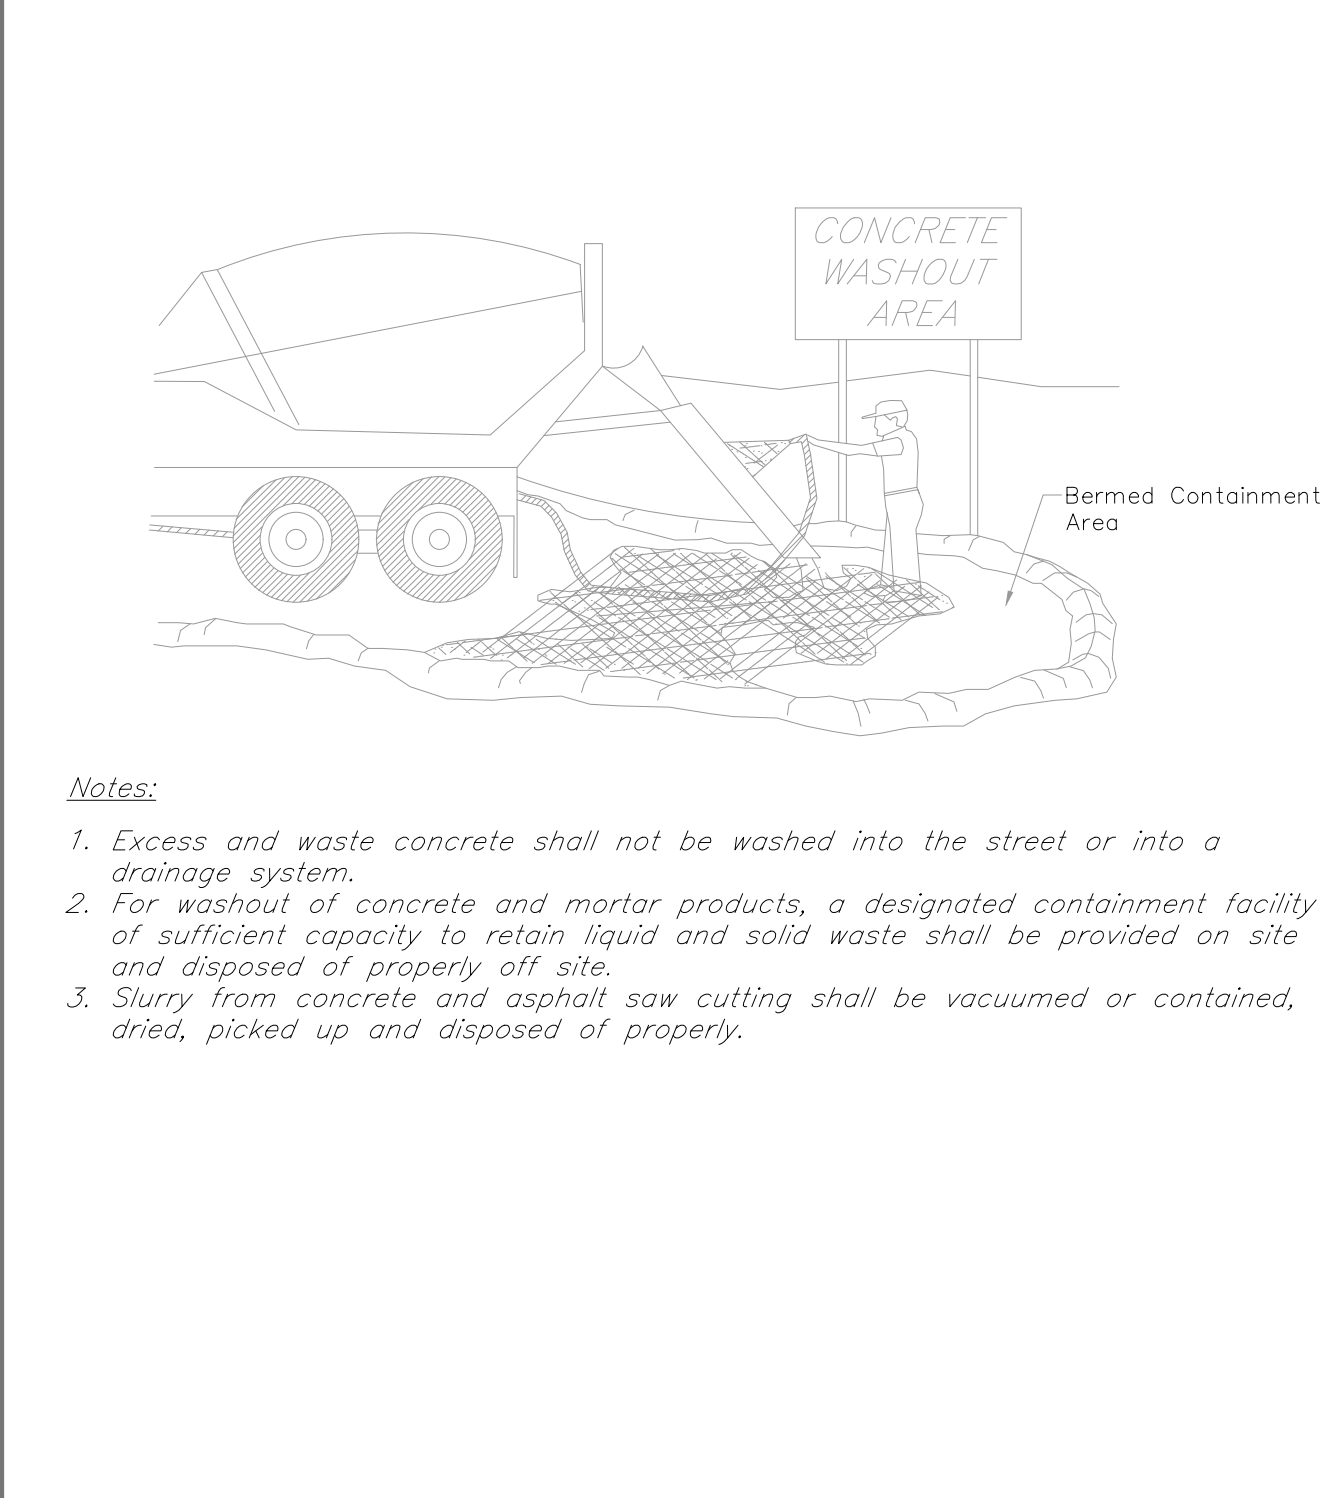 CONCRETE
WASHOUT
AREA
Bermed Containment
Area
Notes:
1. Excess and waste concrete shall not be washed into the street or into a
drainage system.
2. For washout of concrete and mortar products, a designated containment facility
of sufficient capacity to retain liquid and solid waste shall be provided on site
and disposed of properly off site.
3. Slurry from concrete and asphalt saw cutting shall be vacuumed or contained,
dried, picked up and disposed of properly.